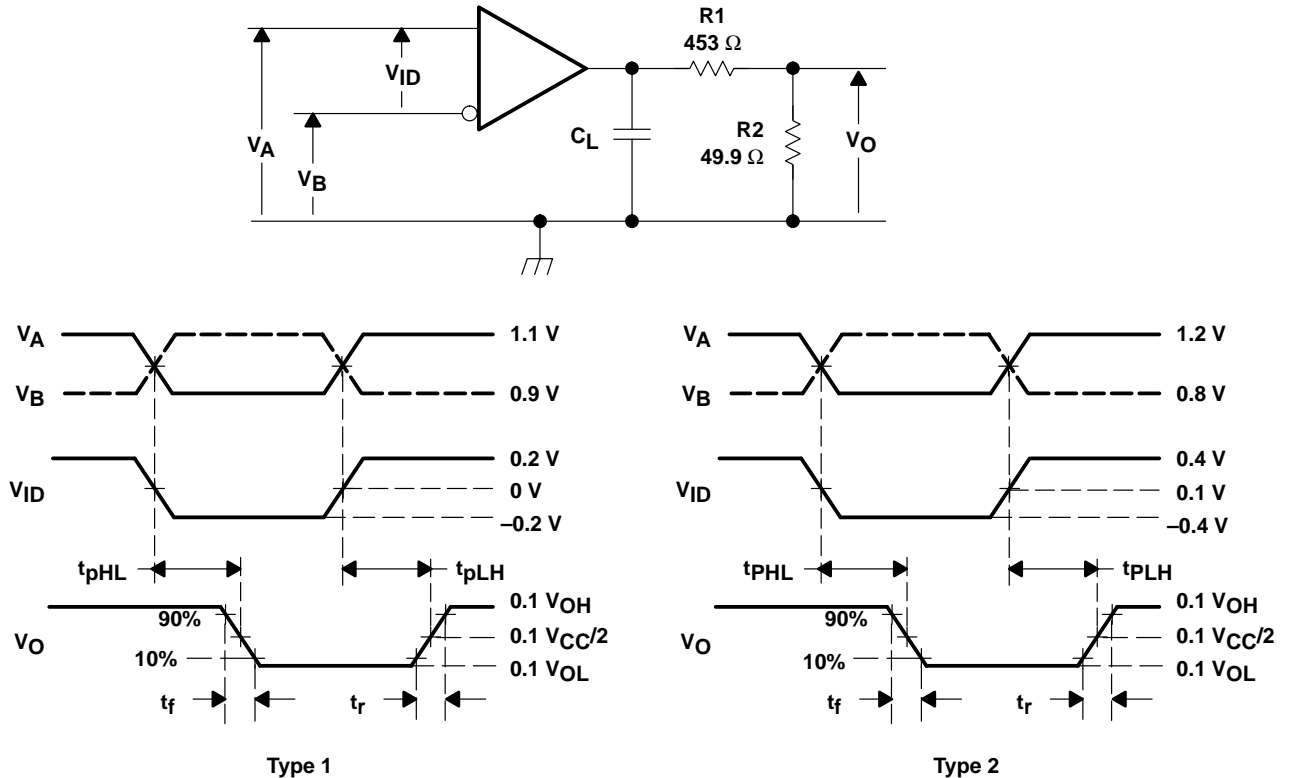 R1
453 Ω
VID
VA
VB
CL
R2
49.9 Ω
VO
VA
1.1 V
VB
0.9 V
0.2 V
VID
0 V
–0.2 V
tpHL
tpLH
0.1 VOH
90%
0.1 VCC/2
VO
10%
0.1 VOL
tf
tr
Type 1
VA
1.2 V
VB
0.8 V
0.4 V
VID
0.1 V
–0.4 V
tPHL
tPLH
0.1 VOH
90%
0.1 VCC/2
VO
10%
0.1 VOL
tf
tr
Type 2